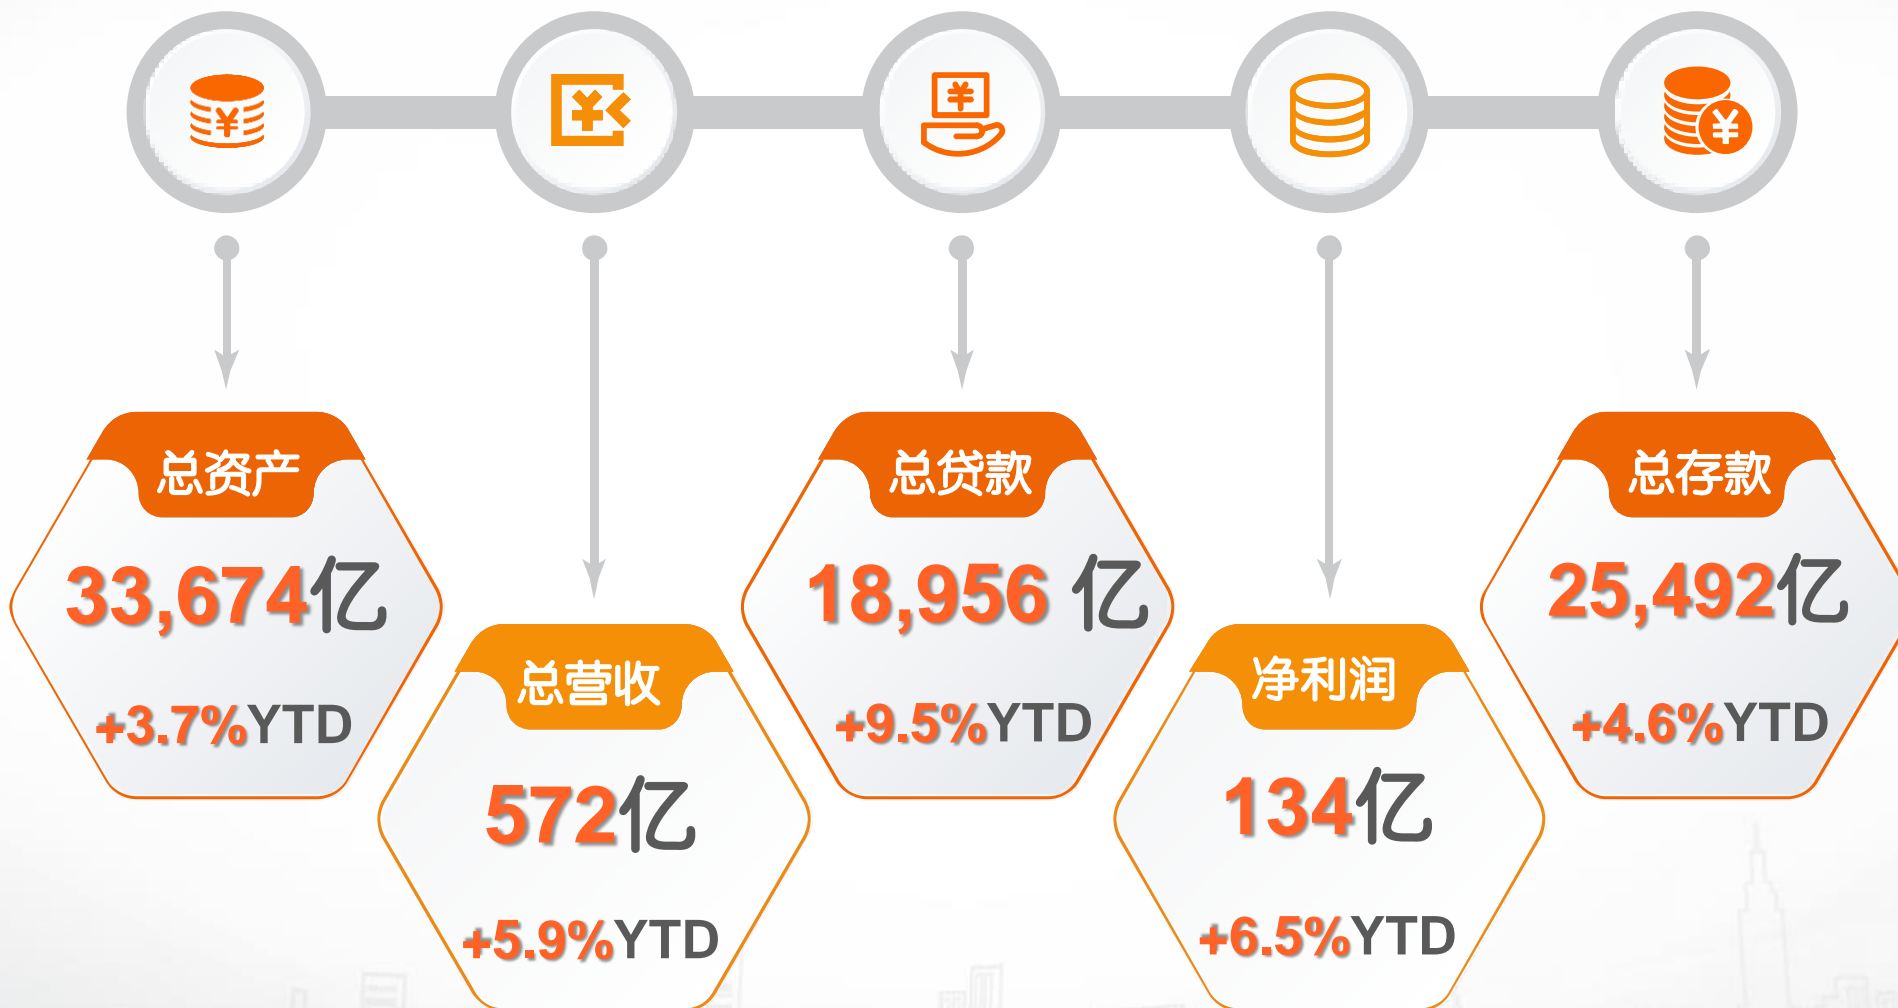 总资产
33,674亿
+3.7%YTD
总营收
572亿
+5.9%YTD
总贷款
18,956 亿
+9.5%YTD
净利润
134亿
+6.5%YTD
总存款
25,492亿
+4.6%YTD